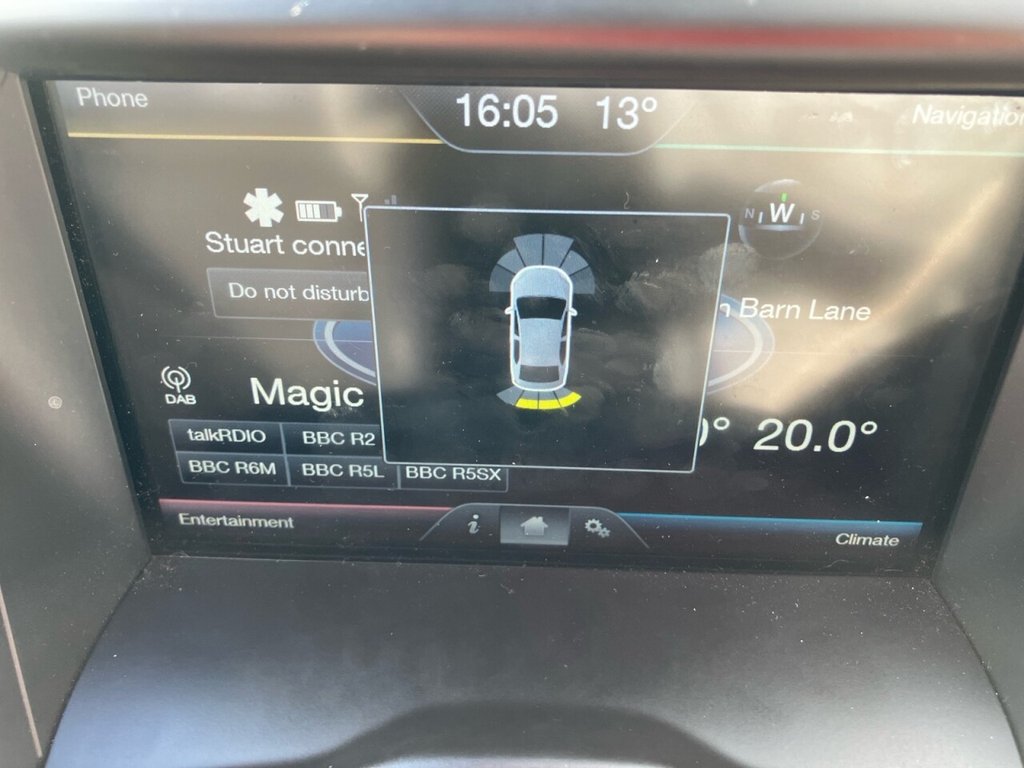 Phone
16:05 13°
Navigation
N W S
Stuart conne
Do not disturb
Barn Lane
DAB
Magic
talkRDIO
BBC R2
20.0°
BBC R6M
BBC R5L
BBC R5SX
Entertainment
i
Climate